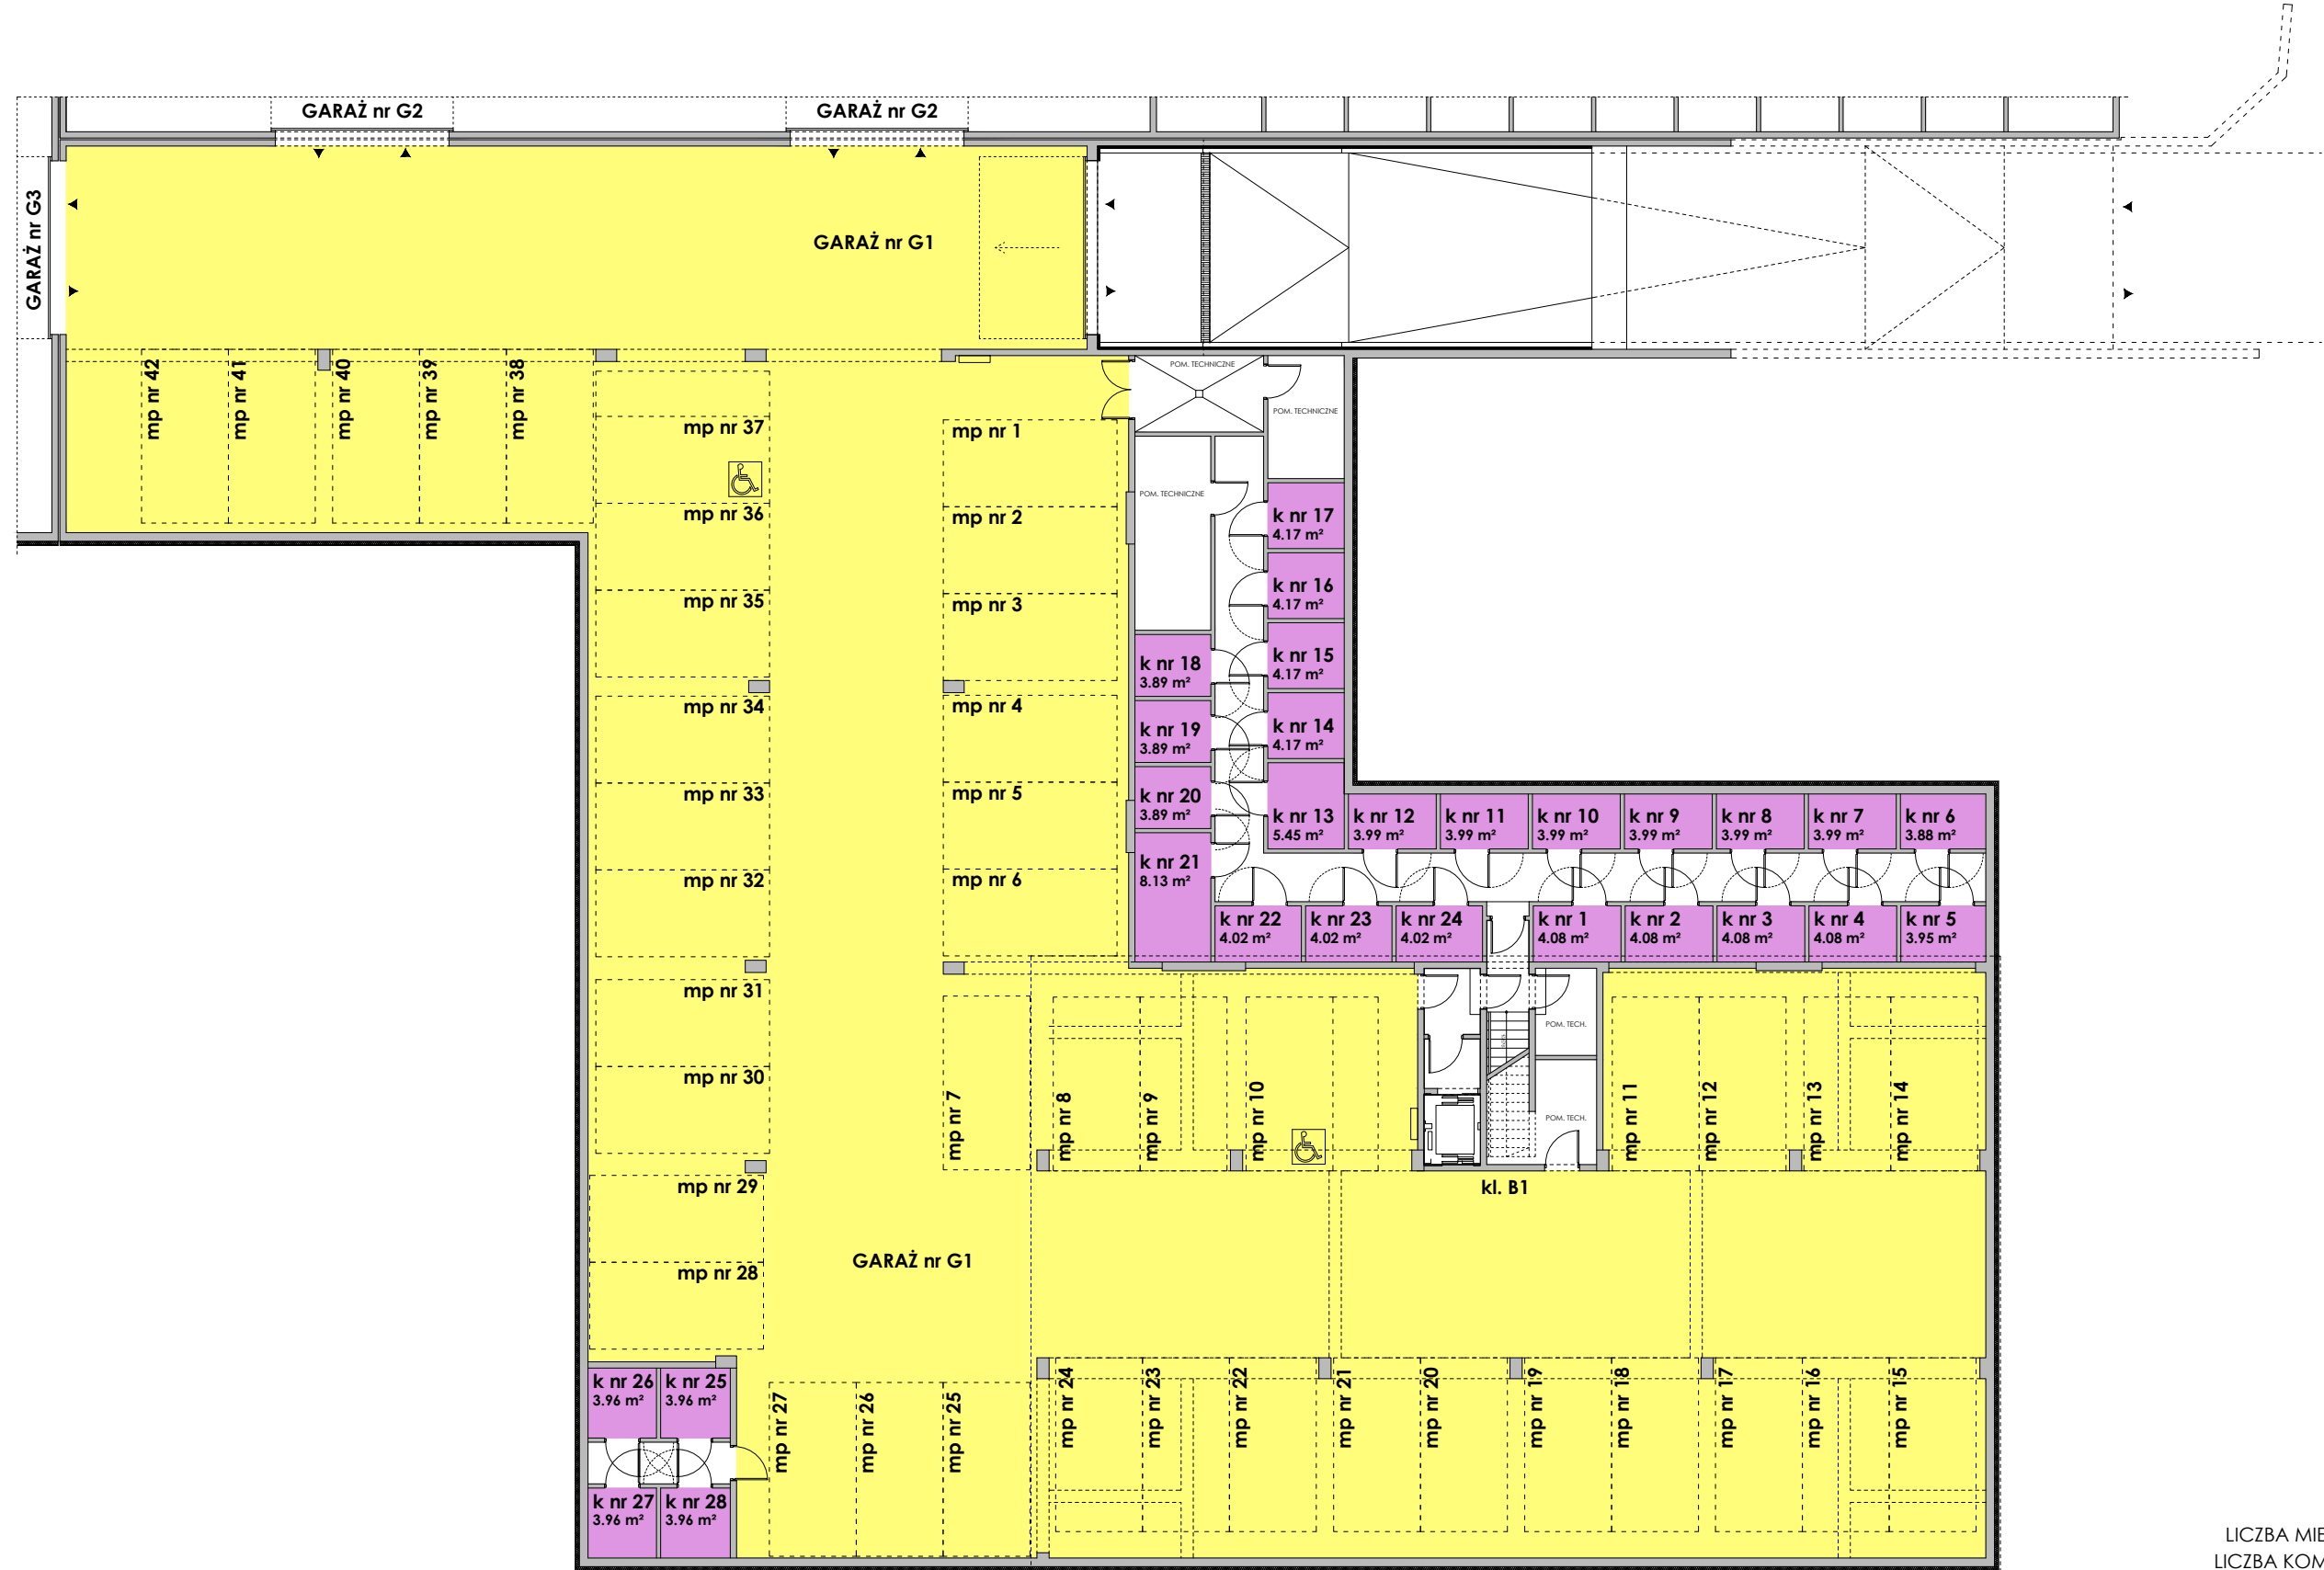 GARAŻ nr G2
GARAŻ nr G2
GARAŻ nr G3
GARAŻ nr G1
mp nr 42
mp nr 41
mp nr 40
mp nr 39
mp nr 38
mp nr 37
mp nr 36
mp nr 35
mp nr 34
mp nr 33
mp nr 32
mp nr 31
mp nr 30
mp nr 29
mp nr 28
mp nr 1
mp nr 2
mp nr 3
mp nr 4
mp nr 5
mp nr 6
POM. TECHNICZNE
POM. TECHNICZNE
POM. TECHNICZNE
k nr 17
4.17 m²
k nr 16
4.17 m²
k nr 15
4.17 m²
k nr 14
4.17 m²
k nr 18
3.89 m²
k nr 19
3.89 m²
k nr 20
3.89 m²
k nr 21
8.13 m²
k nr 13
5.45 m²
k nr 12
3.99 m²
k nr 11
3.99 m²
k nr 10
3.99 m²
k nr 9
3.99 m²
k nr 8
3.99 m²
k nr 7
3.99 m²
k nr 6
3.88 m²
k nr 22
4.02 m²
k nr 23
4.02 m²
k nr 24
4.02 m²
k nr 1
4.08 m²
k nr 2
4.08 m²
k nr 3
4.08 m²
k nr 4
4.08 m²
k nr 5
3.95 m²
POM. TECH.
POM. TECH.
mp nr 7
mp nr 8
mp nr 9
mp nr 10
mp nr 11
mp nr 12
mp nr 13
mp nr 14
kl. B1
GARAŻ nr G1
k nr 26
3.96 m²
k nr 25
3.96 m²
k nr 27
3.96 m²
k nr 28
3.96 m²
mp nr 27
mp nr 26
mp nr 25
mp nr 24
mp nr 23
mp nr 22
mp nr 21
mp nr 20
mp nr 19
mp nr 18
mp nr 17
mp nr 16
mp nr 15
LICZBA MIE
LICZBA KOM